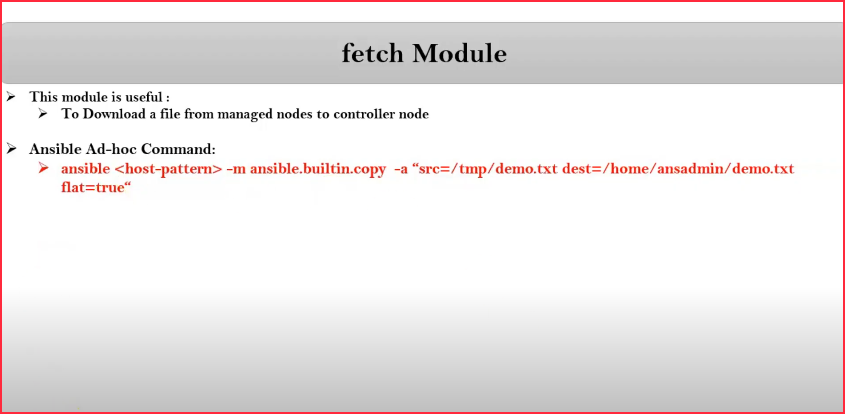 fetch Module
➢ This module is useful :
➢ To Download a file from managed nodes to controller node
➢ Ansible Ad-hoc Command:
➢ ansible <host-pattern> -m ansible.builtin.copy -a “src=/tmp/demo.txt dest=/home/ansadmin/demo.txt
flat=true“